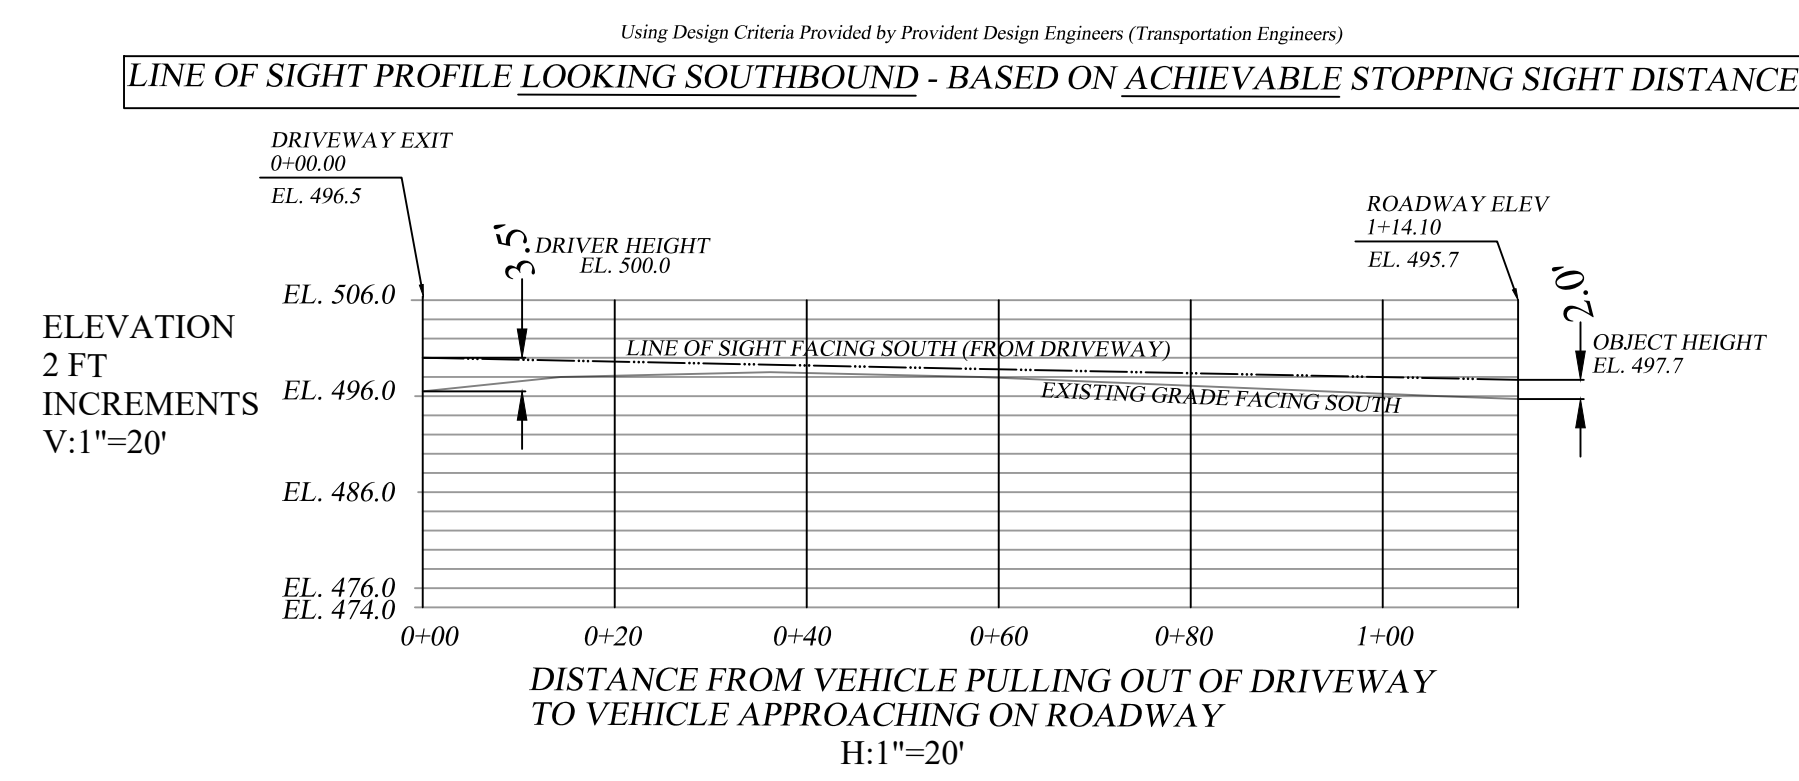 Using Design Criteria Provided by Provident Design Engineers (Transportation Engineers)
LINE OF SIGHT PROFILE LOOKING SOUTHBOUND - BASED ON ACHIEVABLE STOPPING SIGHT DISTANCE
DRIVEWAY EXIT
0+00.00
EL. 496.5
3.5'
DRIVER HEIGHT
EL. 500.0
ROADWAY ELEV
1+14.10
EL. 495.7
2.0'
OBJECT HEIGHT
EL. 497.7
ELEVATION
2 FT
INCREMENTS
V:1"=20'
EL. 506.0
EL. 496.0
EL. 486.0
EL. 476.0
EL. 474.0
LINE OF SIGHT FACING SOUTH (FROM DRIVEWAY)
EXISTING GRADE FACING SOUTH
0+00 0+20 0+40 0+60 0+80 1+00
DISTANCE FROM VEHICLE PULLING OUT OF DRIVEWAY
TO VEHICLE APPROACHING ON ROADWAY
H:1"=20'